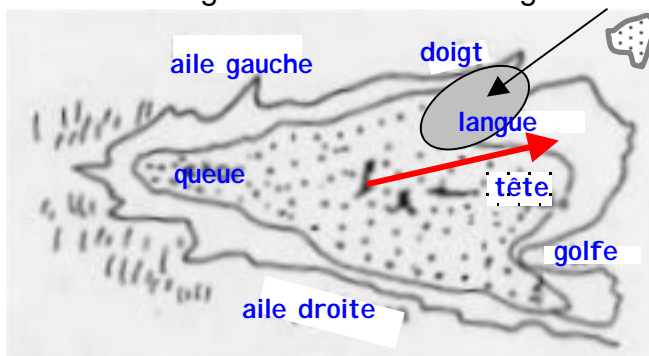 doigt
aile gauche
langue
queue
tête
golfe
aile droite